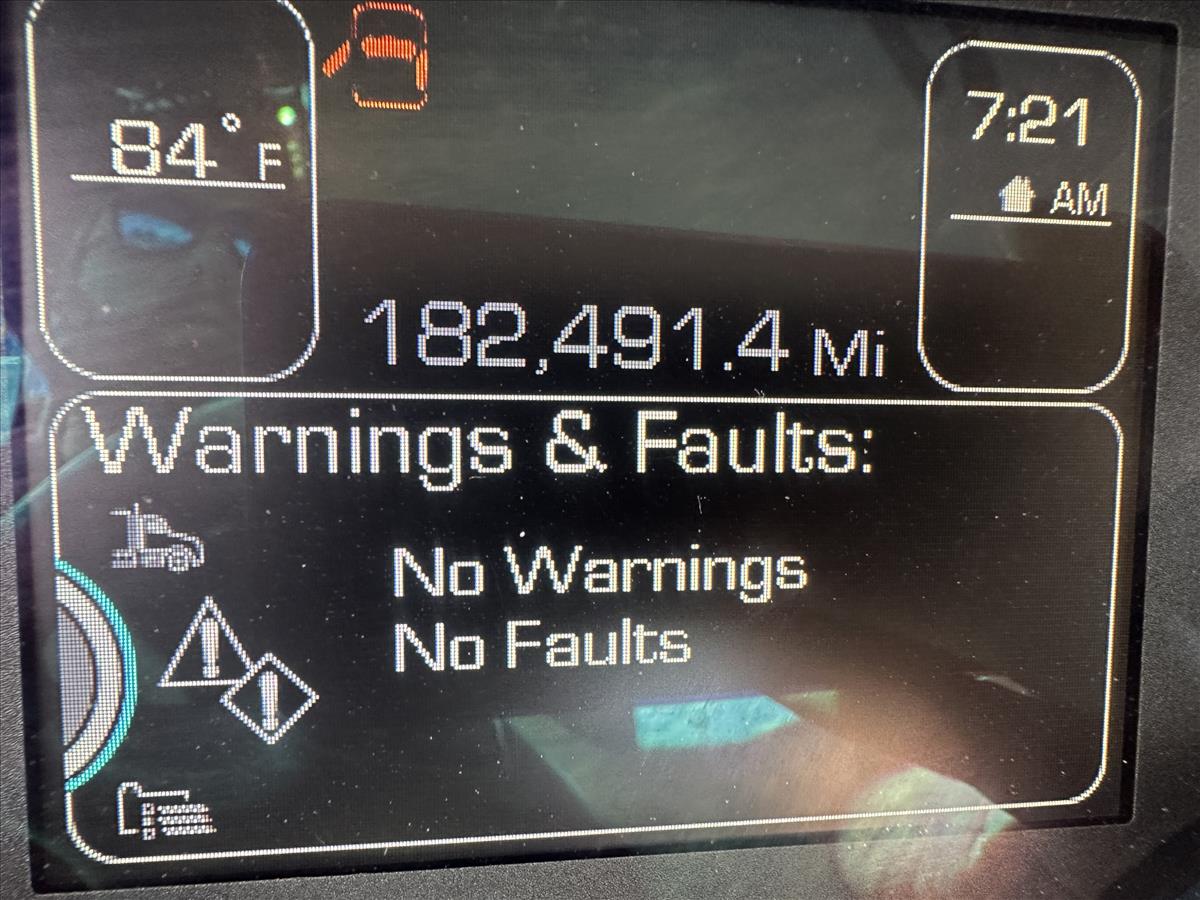 84° F
7:21
AM
182,491.4 Mi
Warnings & Faults:
No Warnings
No Faults